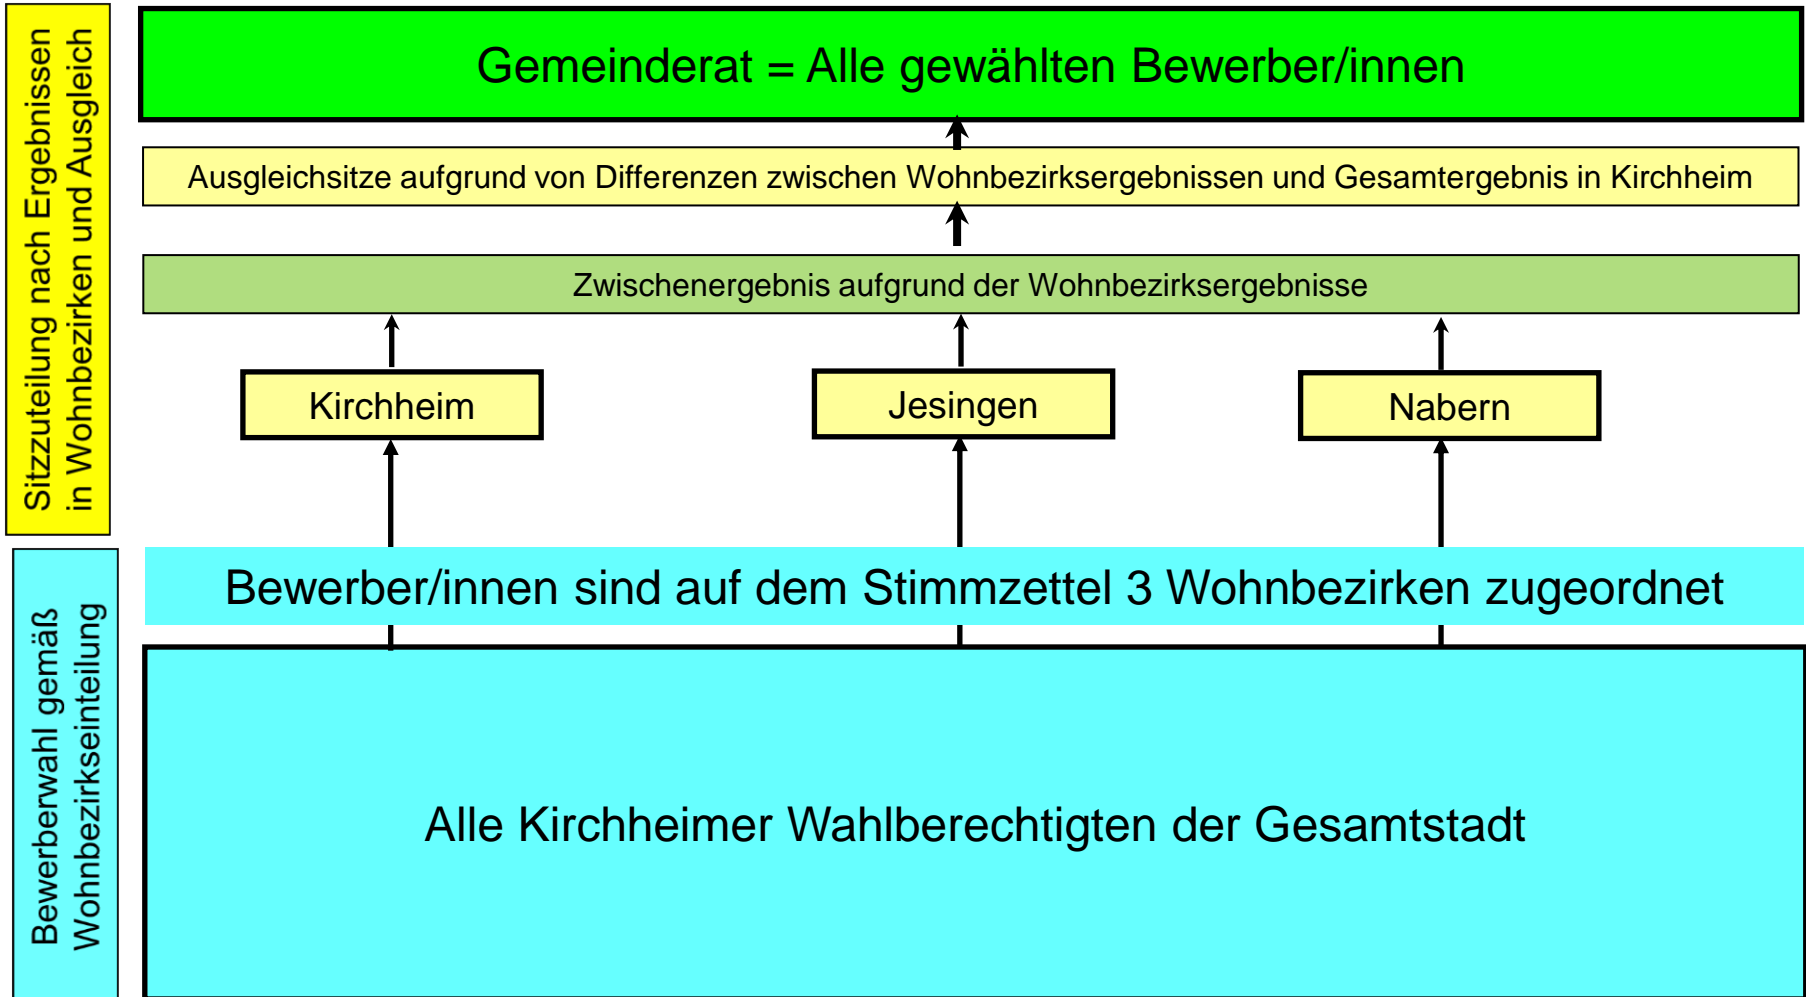 Sitzzuteilung nach Ergebnissen
in Wohnbezirken und Ausgleich
Gemeinderat = Alle gewählten Bewerber/innen
Ausgleichsitze aufgrund von Differenzen zwischen Wohnbezirksergebnissen und Gesamtergebnis in Kirchheim
Zwischenergebnis aufgrund der Wohnbezirksergebnisse
Kirchheim
Jesingen
Nabern
Bewerberwahl gemäß
Wohnbezirkseinteilung
Bewerber/innen sind auf dem Stimmzettel 3 Wohnbezirken zugeordnet
Alle Kirchheimer Wahlberechtigten der Gesamtstadt